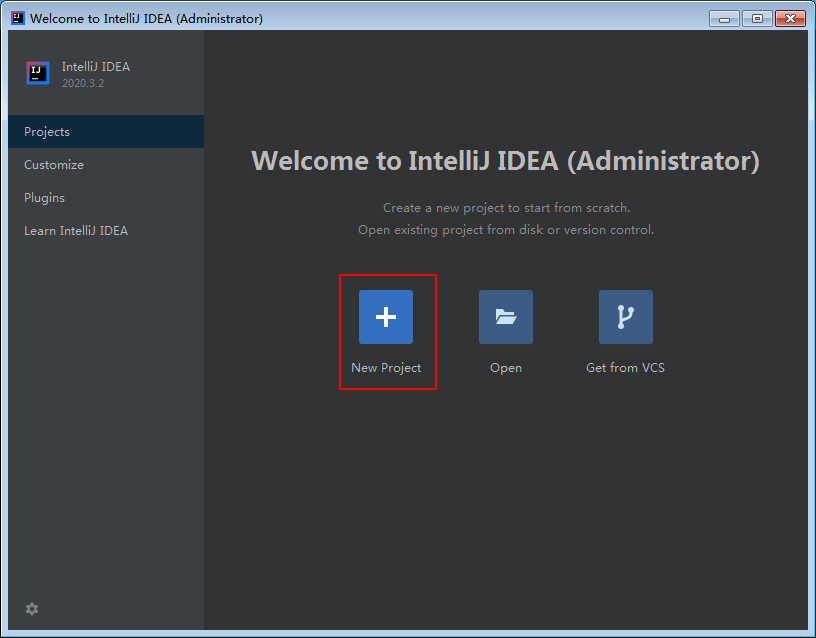 Welcome to IntelliJ IDEA (Administrator)
IJ
IntelliJ IDEA
2020.3.2
Projects
Customize
Plugins
Learn IntelliJ IDEA
Welcome to IntelliJ IDEA (Administrator)
Create a new project to start from scratch.
Open existing project from disk or version control.
New Project
Open
Get from VCS